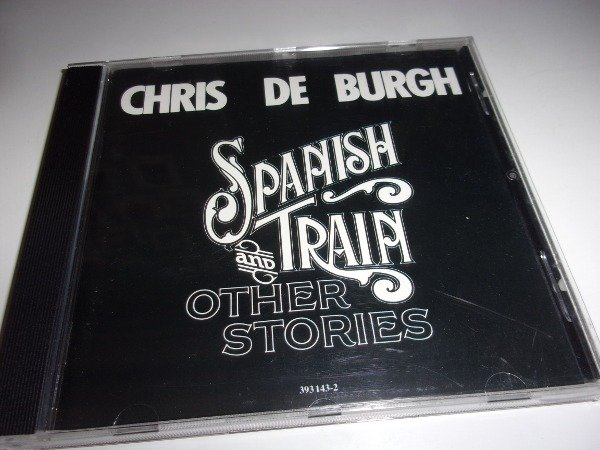 CHRIS DE BURGH
SPANISH
AND TRAIN
OTHER
STORIES
393 143-2